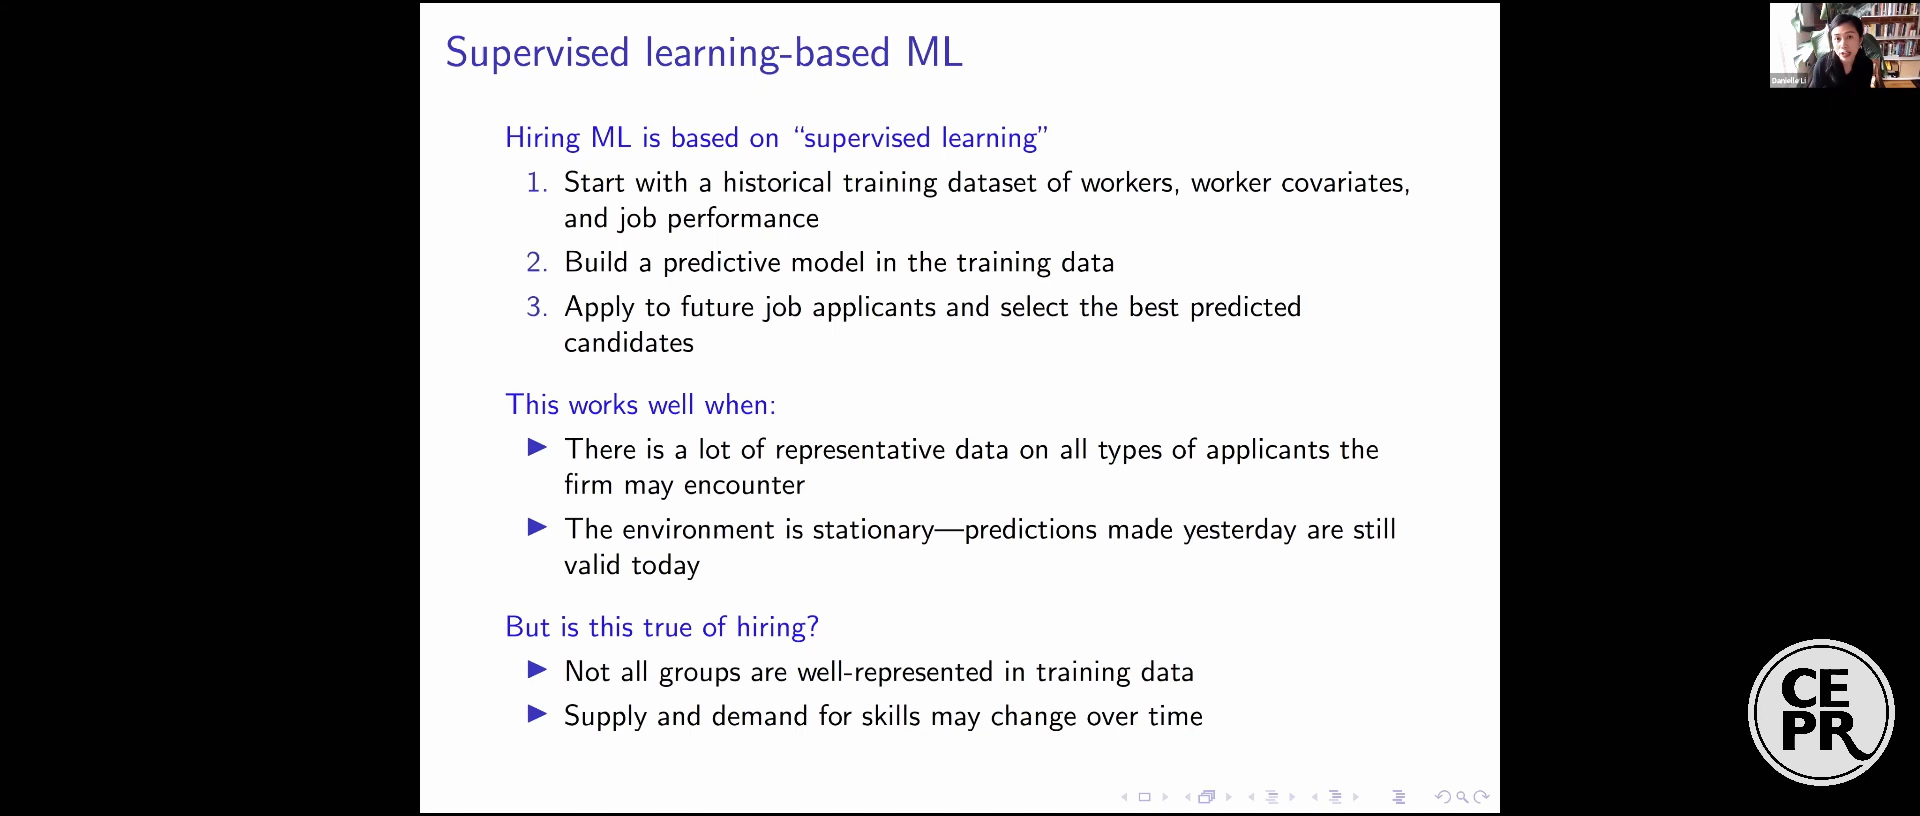 Supervised learning-based ML
Hiring ML is based on “supervised learning”
1. Start with a historical training dataset of workers, worker covariates,
and job performance
2. Build a predictive model in the training data
3. Apply to future job applicants and select the best predicted
candidates
This works well when:
There is a lot of representative data on all types of applicants the
firm may encounter
The environment is stationary—predictions made yesterday are still
valid today
But is this true of hiring?
Not all groups are well-represented in training data
Supply and demand for skills may change over time
Danielle Li
CE
PR